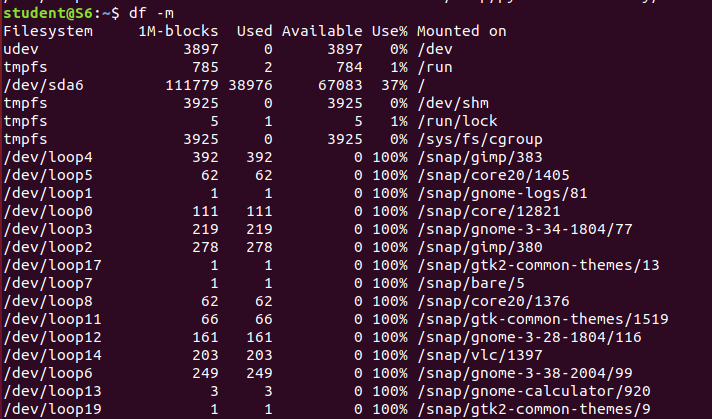 student@S6:~$ df -m
Filesystem     1M-blocks  Used Available Use% Mounted on
udev                3897     0      3897   0% /dev
tmpfs                785     2       784   1% /run
/dev/sda6         111779 38976     67083  37% /
tmpfs               3925     0      3925   0% /dev/shm
tmpfs                  5     1         5   1% /run/lock
tmpfs               3925     0      3925   0% /sys/fs/cgroup
/dev/loop4           392   392         0 100% /snap/gimp/383
/dev/loop5            62    62         0 100% /snap/core20/1405
/dev/loop1             1     1         0 100% /snap/gnome-logs/81
/dev/loop0           111   111         0 100% /snap/core/12821
/dev/loop3           219   219         0 100% /snap/gnome-3-34-1804/77
/dev/loop2           278   278         0 100% /snap/gimp/380
/dev/loop17            1     1         0 100% /snap/gtk2-common-themes/13
/dev/loop7             1     1         0 100% /snap/bare/5
/dev/loop8            62    62         0 100% /snap/core20/1376
/dev/loop11           66    66         0 100% /snap/gtk-common-themes/1519
/dev/loop12          161   161         0 100% /snap/gnome-3-28-1804/116
/dev/loop14          203   203         0 100% /snap/vlc/1397
/dev/loop6           249   249         0 100% /snap/gnome-3-38-2004/99
/dev/loop13            3     3         0 100% /snap/gnome-calculator/920
/dev/loop19            1     1         0 100% /snap/gtk2-common-themes/9